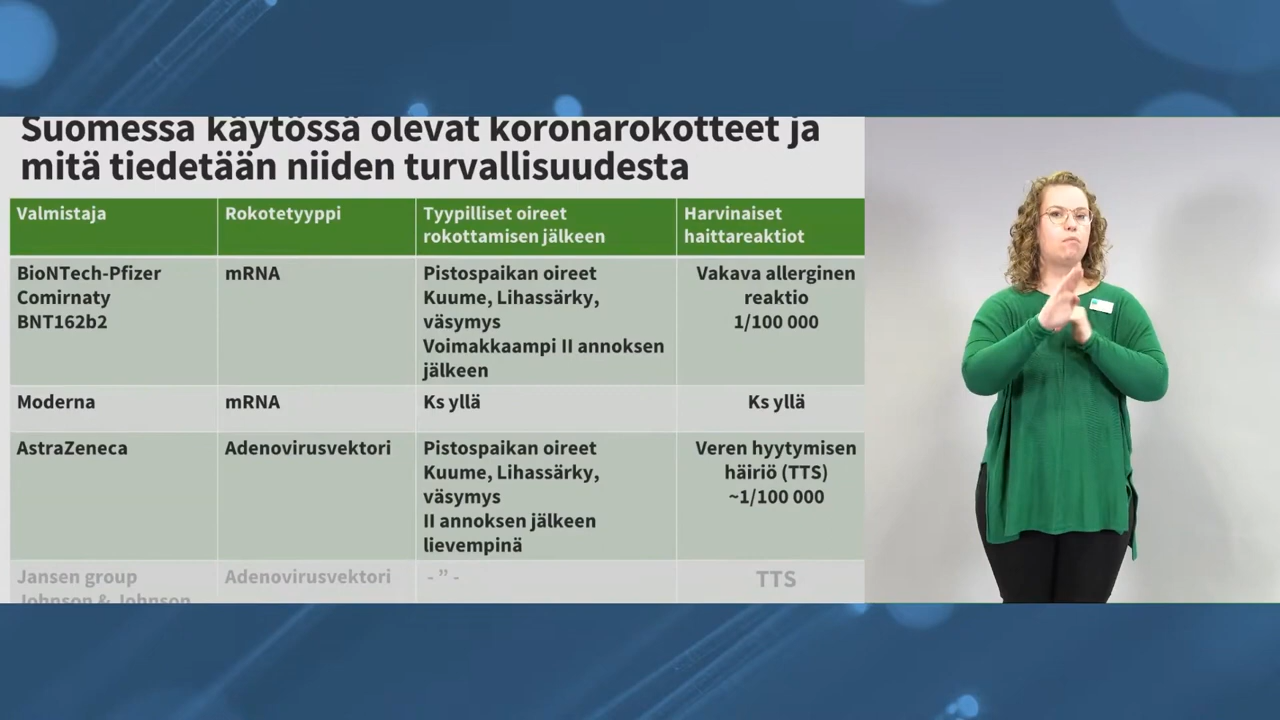 Suomessa käytössä olevat koronarokotteet ja
mitä tiedetään niiden turvallisuudesta
Valmistaja
Rokotetyyppi
Tyypilliset oireet
rokottamisen jälkeen
Harvinaiset
haittareaktiot
BioNTech-Pfizer
Comirnaty
BNT162b2
mRNA
Pistospaikan oireet
Kuume, Lihassärky,
väsymys
Voimakkaampi II annoksen
jälkeen
Vakava allerginen
reaktio
1/100 000
Moderna
mRNA
Ks yllä
Ks yllä
AstraZeneca
Adenovirusvektori
Pistospaikan oireet
Kuume, Lihassärky,
väsymys
II annoksen jälkeen
lievempinä
Veren hyytymisen
häiriö (TTS)
~1/100 000
Jansen group
Johnson & Johnson
Adenovirusvektori
- ” -
TTS